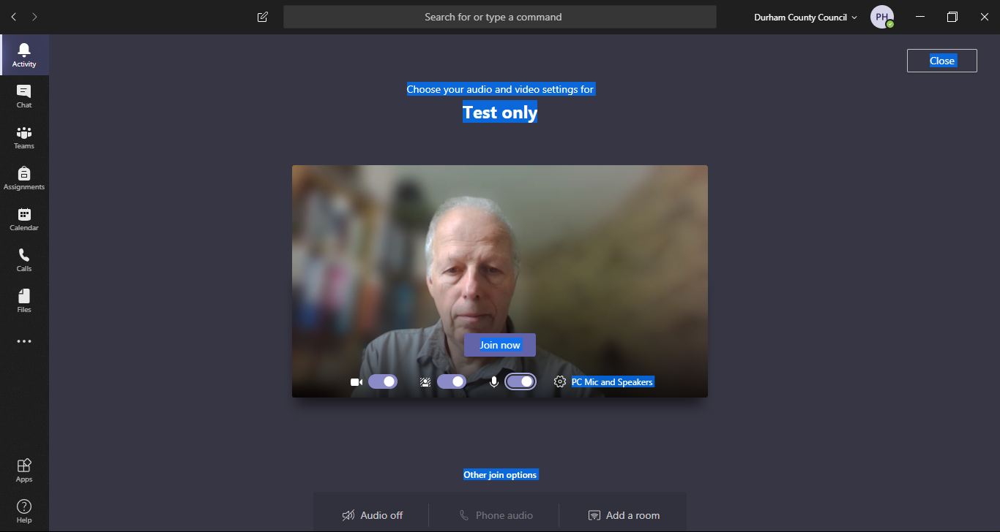 Search for or type a command
Durham County Council
PH
Activity
Chat
Teams
Assignments
Calendar
Calls
Files
Apps
Help
Close
Choose your audio and video settings for
Test only
Join now
PC Mic and Speakers
Other join options
Audio off
Phone audio
Add a room